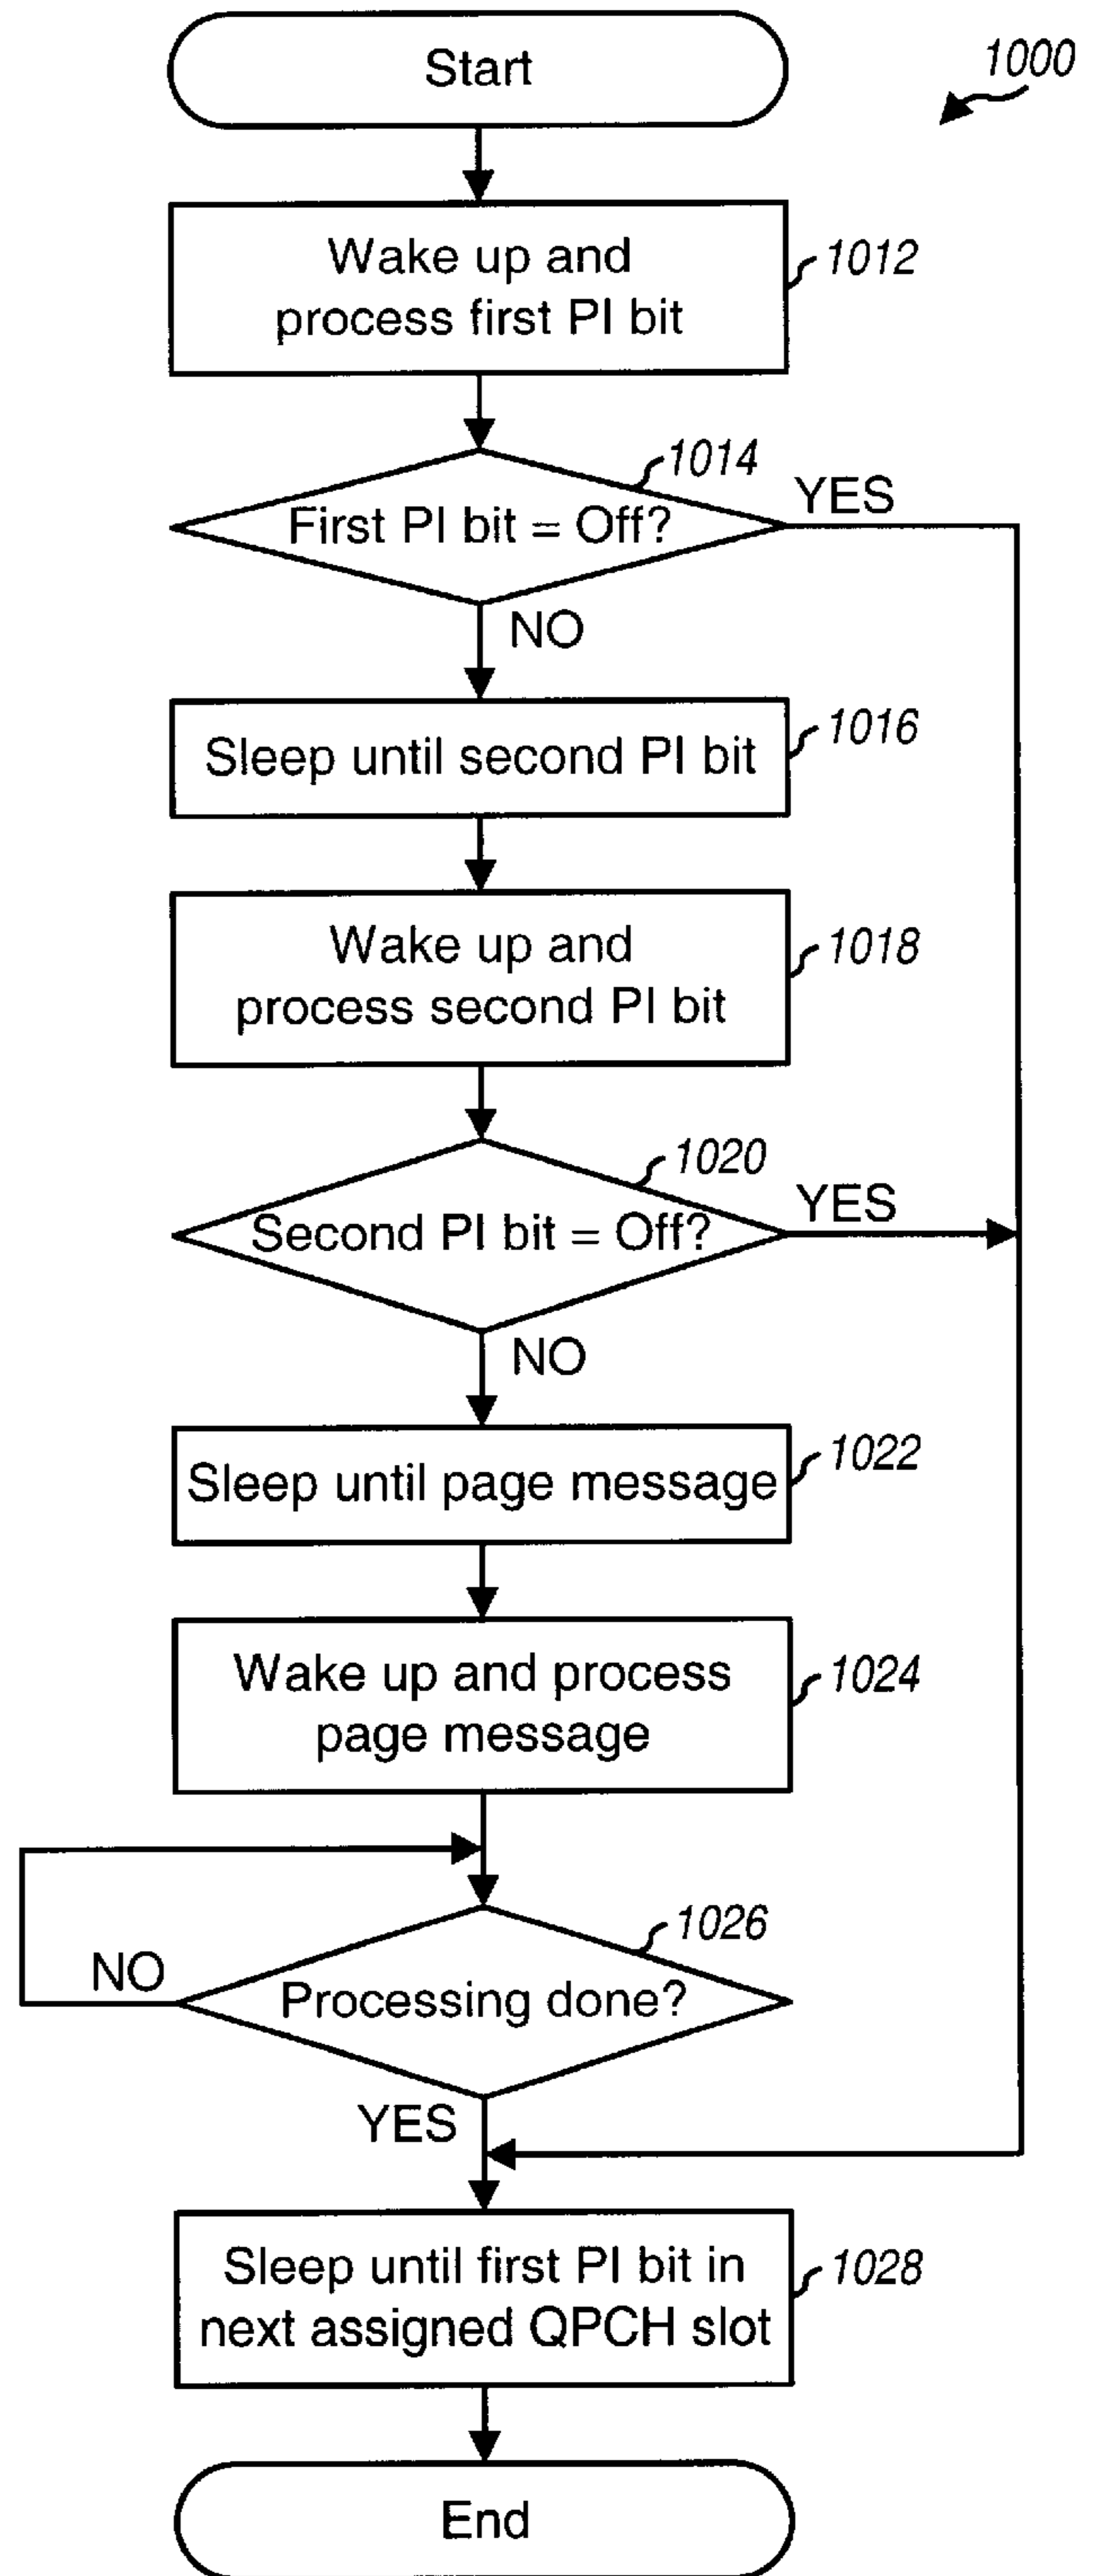 Start
1000
Wake up and
process first PI bit
1012
1014
First PI bit = Off?
YES
NO
Sleep until second PI bit
1016
Wake up and
process second PI bit
1018
1020
Second PI bit = Off?
YES
NO
Sleep until page message
1022
Wake up and process
page message
1024
1026
Processing done?
NO
YES
Sleep until first PI bit in
next assigned QPCH slot
1028
End